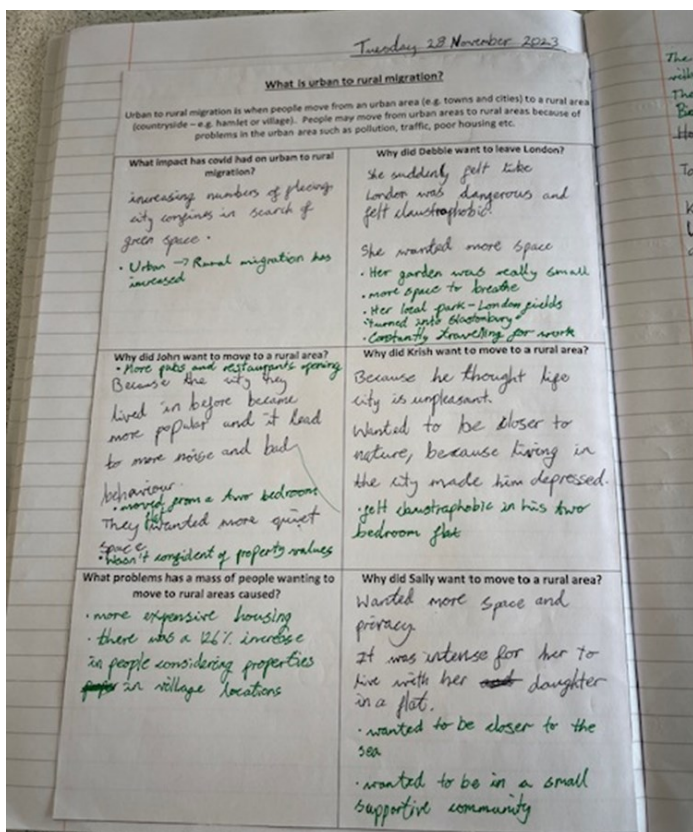 Tuesday 28 November 2023
What is urban to rural migration?
Urban to rural migration is when people move from an urban area (e.g. towns and cities) to a rural area
(countryside – e.g. hamlet or village). People may move from urban areas to rural areas because of
problems in the urban area such as pollution, traffic, poor housing etc.
What impact has covid had on urban to rural
migration?
increasing numbers of fleeing
city confines in search of
green space.
• Urban → Rural migration has
increased
Why did Debbie want to leave London?
She suddenly felt like
London was dangerous and
felt claustraphobic.
She wanted more space
• Her garden was really small
• more space to breathe
• Her local park - London fields
turned into Glastonbury
• Constantly travelling for work
Why did John want to move to a rural area?
• More pubs and restaurants opening
Because the city they
lived in before became
more popular and it lead
to more noise and bad
behaviour.
• moved from a two bedroom
flat
They wanted more quiet
space
• Wasn't confident of property values
Why did Krish want to move to a rural area?
Because he thought life
city is unpleasant.
Wanted to be closer to
nature, because living in
the city made him depressed.
• felt claustraphobic in his two
bedroom flat
What problems has a mass of people wanting to
move to rural areas caused?
• more expensive housing
• there was a 126% increase
in people considering properties
in village locations
Why did Sally want to move to a rural area?
Wanted more space and
privacy
It was intense for her to
live with her daughter
in a flat.
• wanted to be closer to the
sea
• wanted to be in a small
supportive community
The